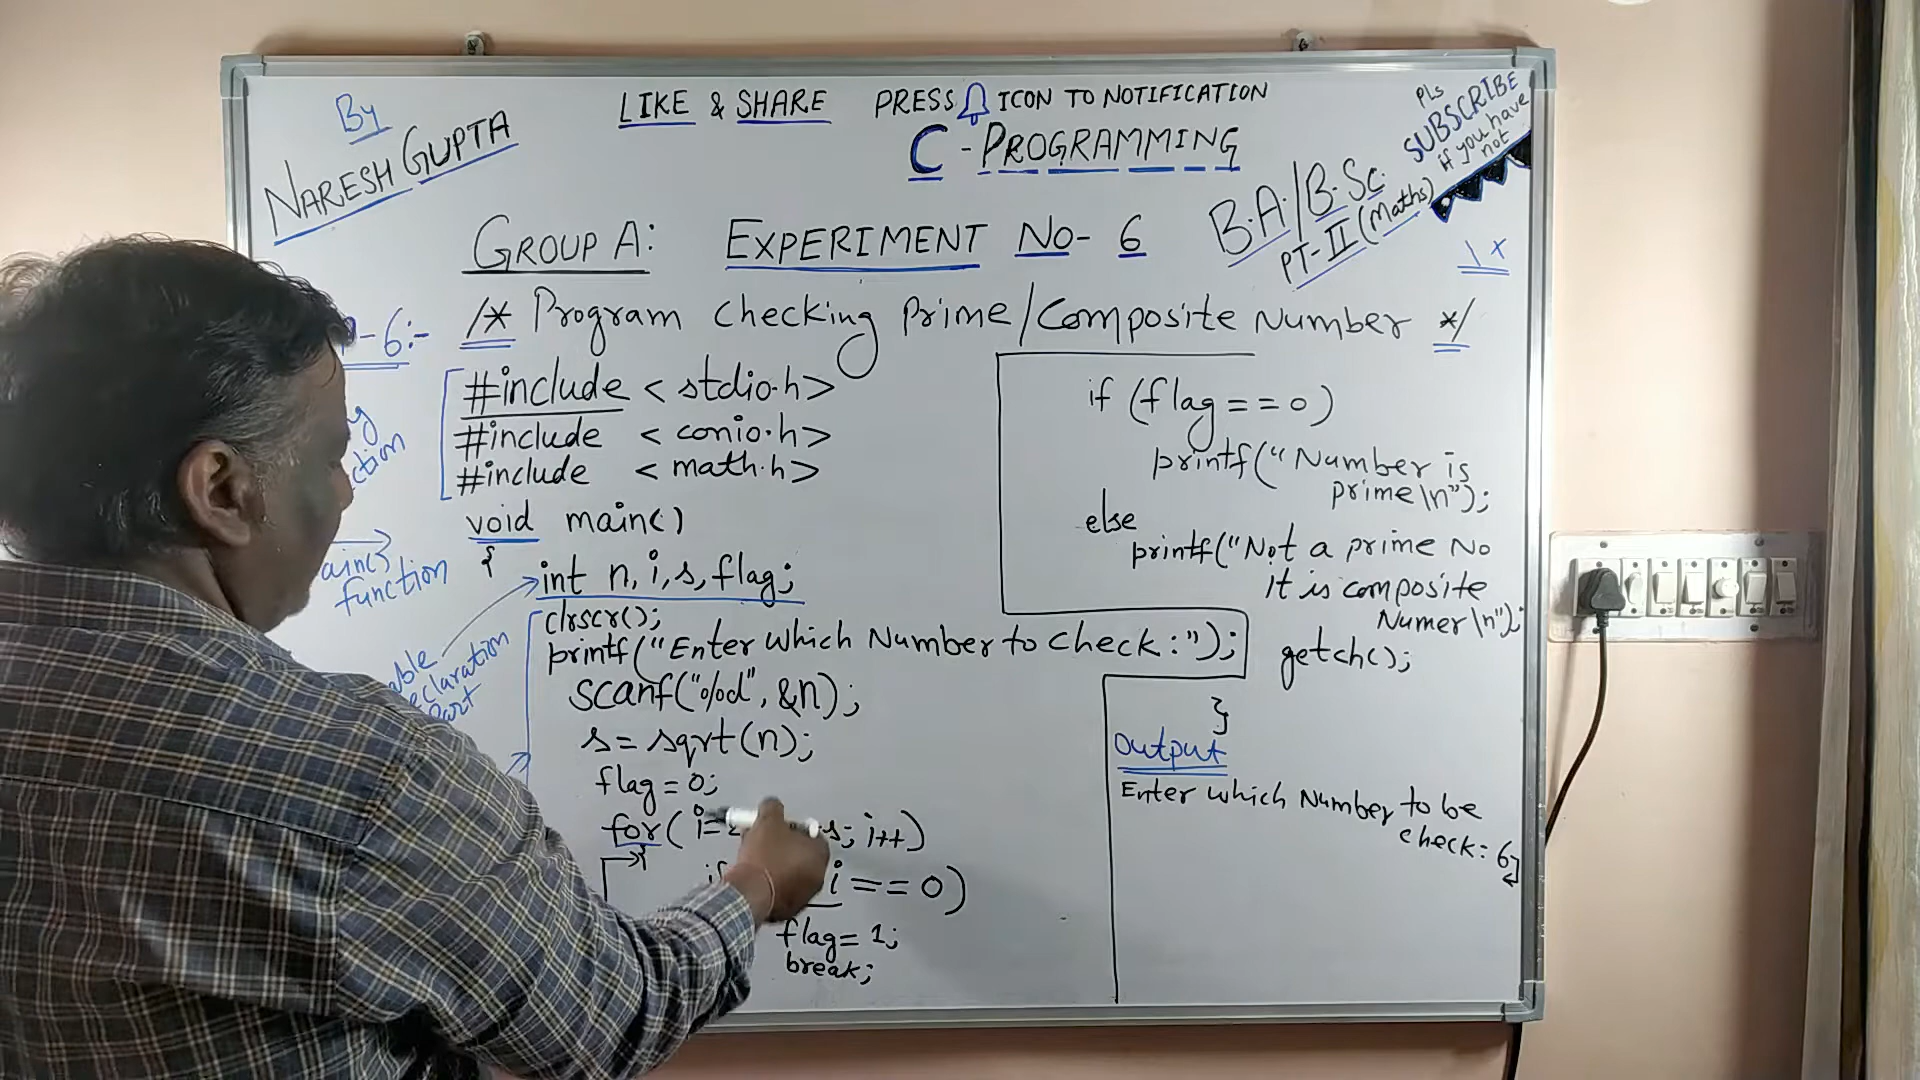 By
NARESH GUPTA
LIKE & SHARE PRESS ICON TO NOTIFICATION
C - PROGRAMMING
PLs
SUBSCRIBE
if you have
not
B.A./B.Sc.
PT-II (Maths)
GROUP A: EXPERIMENT NO- 6
\ *
-6:- /* Program checking Prime/Composite Number */
#include < stdio.h>
#include < conio.h>
#include < math.h>
void main()
{
int n, i, s, flag;
function
clrscr();
printf("Enter which Number to check:");
scanf("%d", &n);
s = sqrt(n);
flag = 0;
for( i= s; i++)
{
i == 0)
flag = 1;
break;
if (flag == 0)
printf("Number is
prime\n");
else
printf("Not a prime No
it is composite
Numer\n");
getch();
}
Output
Enter which Number to be
check: 6